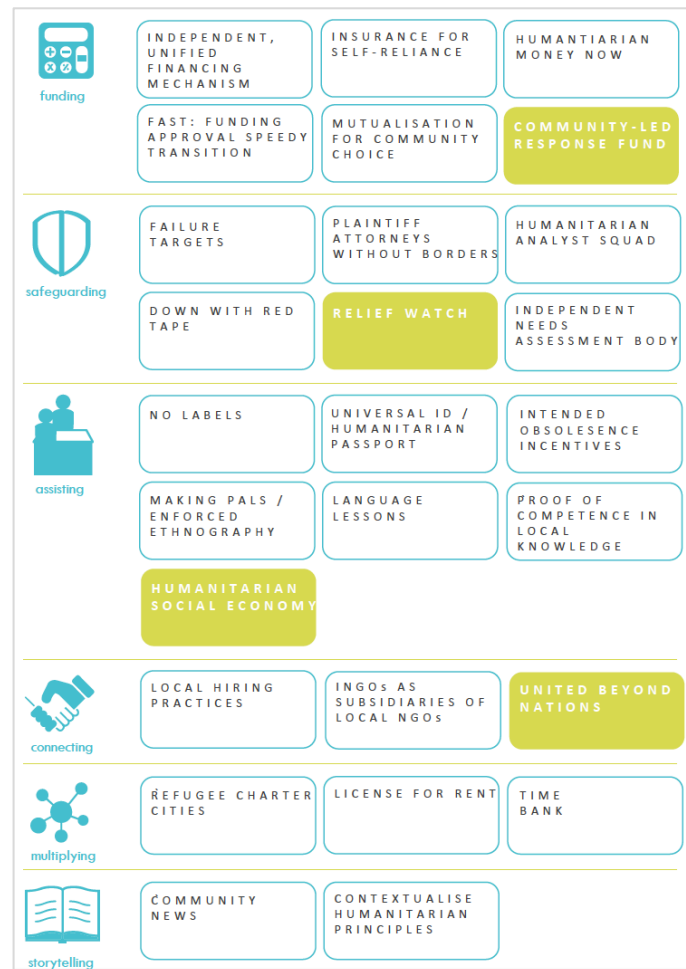 funding
INDEPENDENT,
UNIFIED
FINANCING
MECHANISM
INSURANCE FOR
SELF-RELIANCE
HUMANTIARIAN
MONEY NOW
FAST: FUNDING
APPROVAL SPEEDY
TRANSITION
MUTUALISATION
FOR COMMUNITY
CHOICE
COMMUNITY-LED
RESPONSE FUND
safeguarding
FAILURE
TARGETS
PLAINTIFF
ATTORNEYS
WITHOUT BORDERS
HUMANITARIAN
ANALYST SQUAD
DOWN WITH RED
TAPE
RELIEF WATCH
INDEPENDENT
NEEDS
ASSESSMENT BODY
assisting
NO LABELS
UNIVERSAL ID /
HUMANITARIAN
PASSPORT
INTENDED
OBSOLESENCE
INCENTIVES
MAKING PALS /
ENFORCED
ETHNOGRAPHY
LANGUAGE
LESSONS
PROOF OF
COMPETENCE IN
LOCAL
KNOWLEDGE
HUMANITARIAN
SOCIAL ECONOMY
connecting
LOCAL HIRING
PRACTICES
INGOs AS
SUBSIDIARIES OF
LOCAL NGOs
UNITED BEYOND
NATIONS
multiplying
REFUGEE CHARTER
CITIES
LICENSE FOR RENT
TIME
BANK
storytelling
COMMUNITY
NEWS
CONTEXTUALISE
HUMANITARIAN
PRINCIPLES